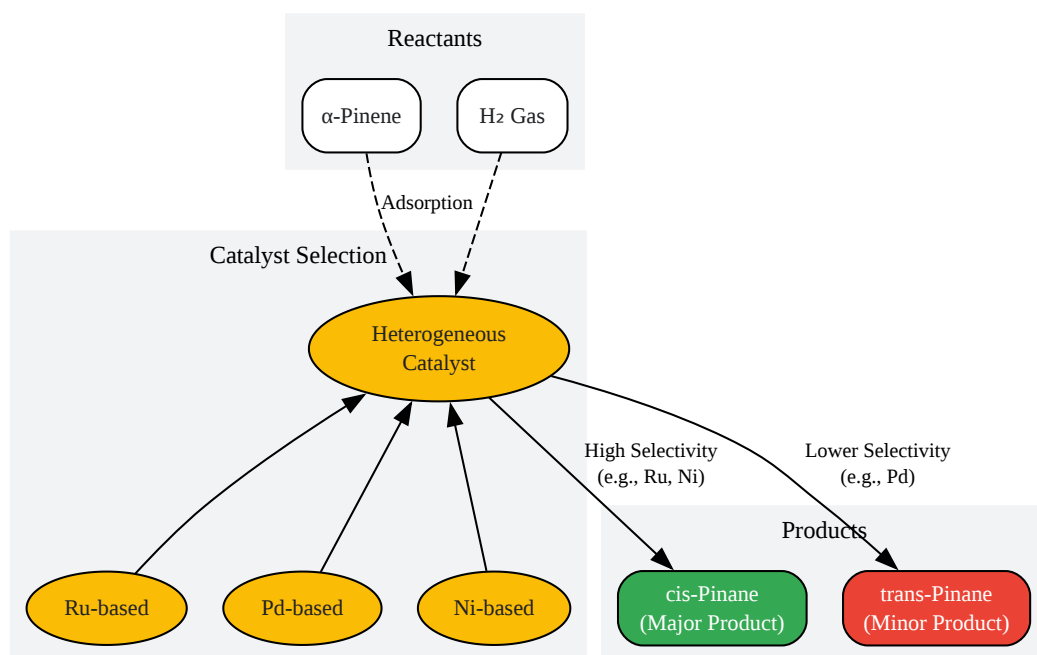 Reactants
α-Pinene
H₂ Gas
Adsorption
Catalyst Selection
Heterogeneous
Catalyst
High Selectivity
(e.g., Ru, Ni)
Lower Selectivity
(e.g., Pd)
Products
Ru-based
Pd-based
Ni-based
cis-Pinane
(Major Product)
trans-Pinane
(Minor Product)